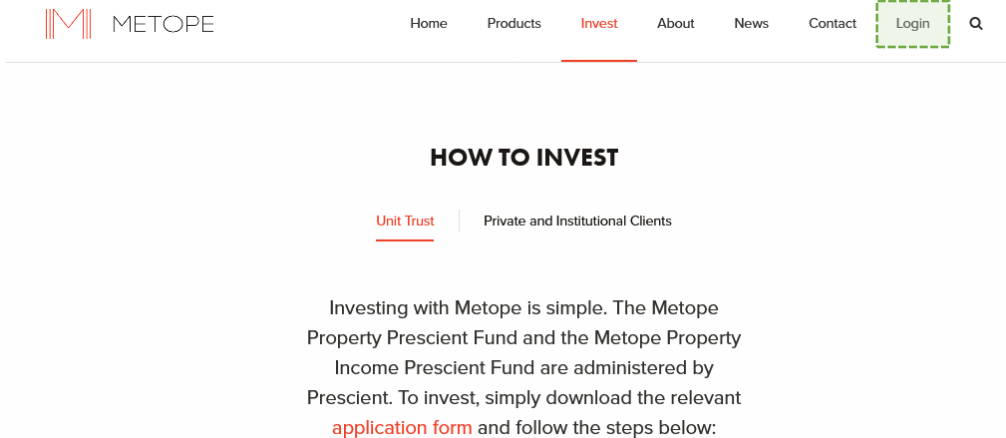 METOPE Home Products Invest About News Contact Login
HOW TO INVEST
Unit Trust Private and Institutional Clients
Investing with Metope is simple. The Metope
Property Prescient Fund and the Metope Property
Income Prescient Fund are administered by
Prescient. To invest, simply download the relevant
application form and follow the steps below: